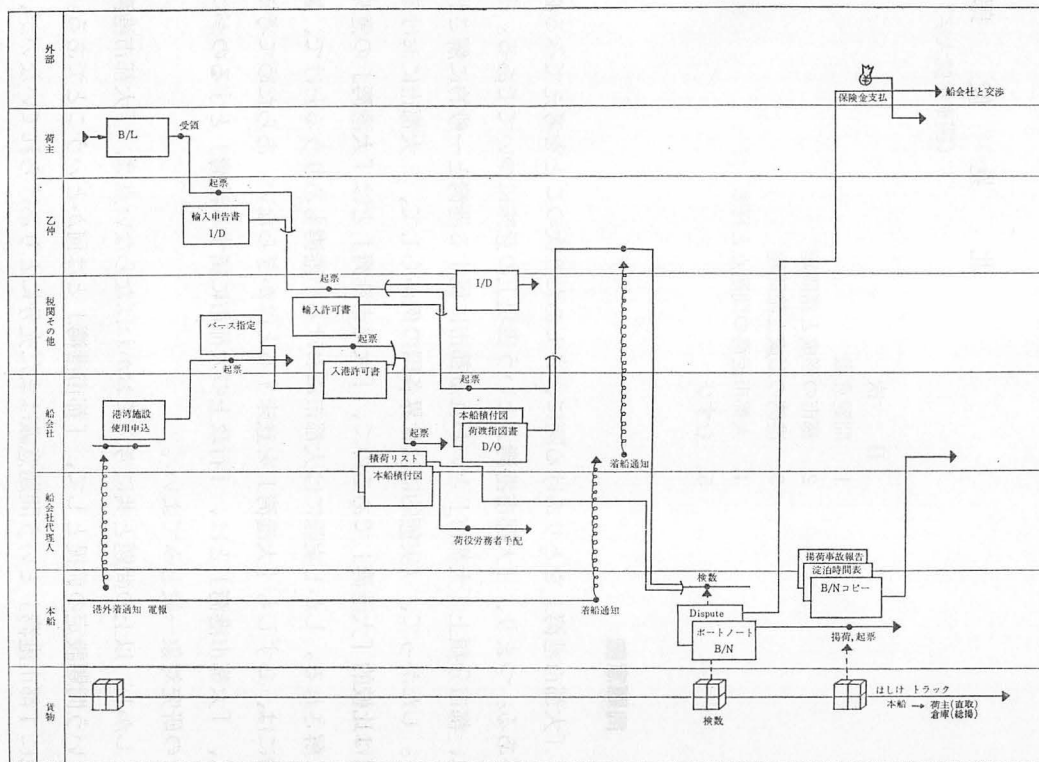 外部
保険金支払
船会社と交渉
荷主
B/L
受領
乙仲
起票
輸入申告書
I/D
税関その他
起票
I/D
輸入許可書
バース指定
起票
起票
入港許可書
起票
船会社
港湾施設
使用申込
本船積付図
荷渡指図書
D/O
起票
積荷リスト
本船積付図
着船通知
船会社代理人
荷役労務者手配
揚荷事故報告
淀泊時間表
B/Nコピー
検数
本船
港外着通知 電報
着船通知
Dispute
ボートノート
B/N
揚荷,起票
貨物
検数
はしけ トラック
本船 → 荷主(直取)
倉庫(総揚)